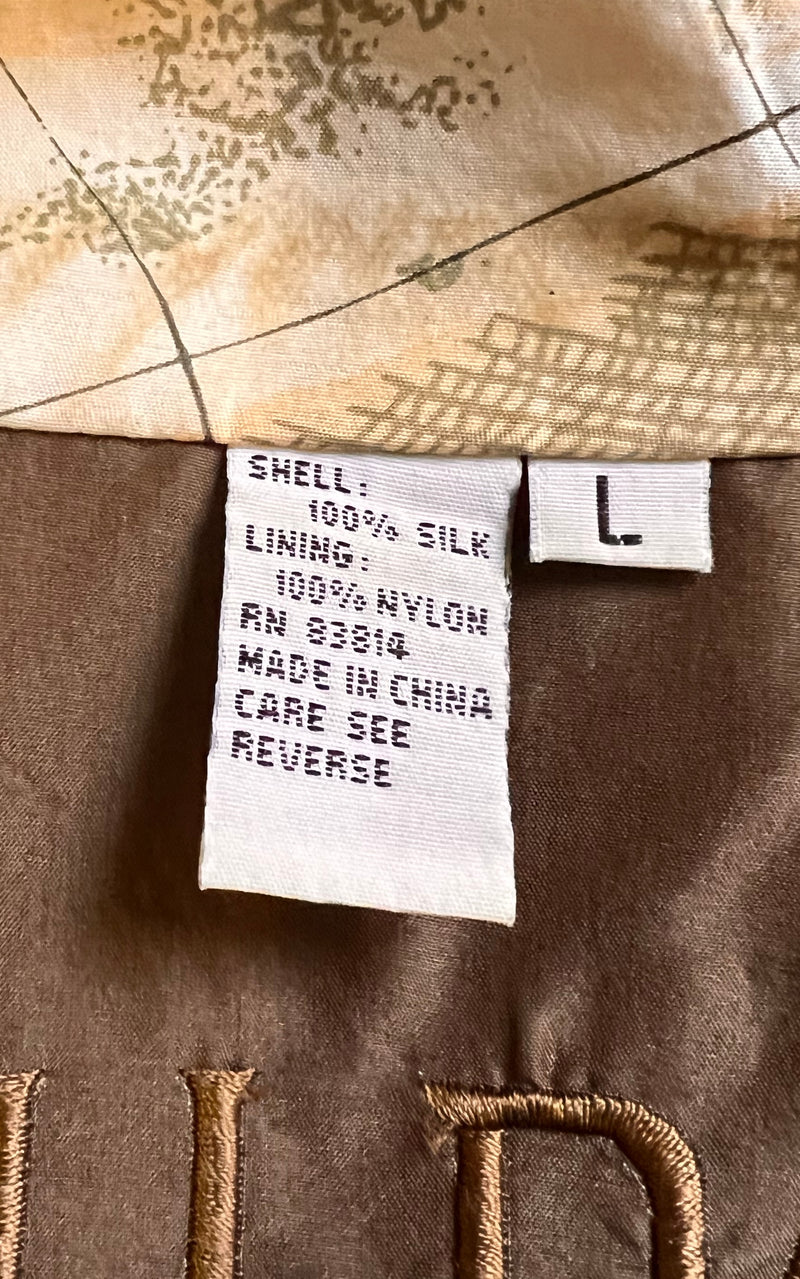 SHELL:
100% SILK
LINING:
100% NYLON
RN 83814
MADE IN CHINA
CARE SEE
REVERSE
L